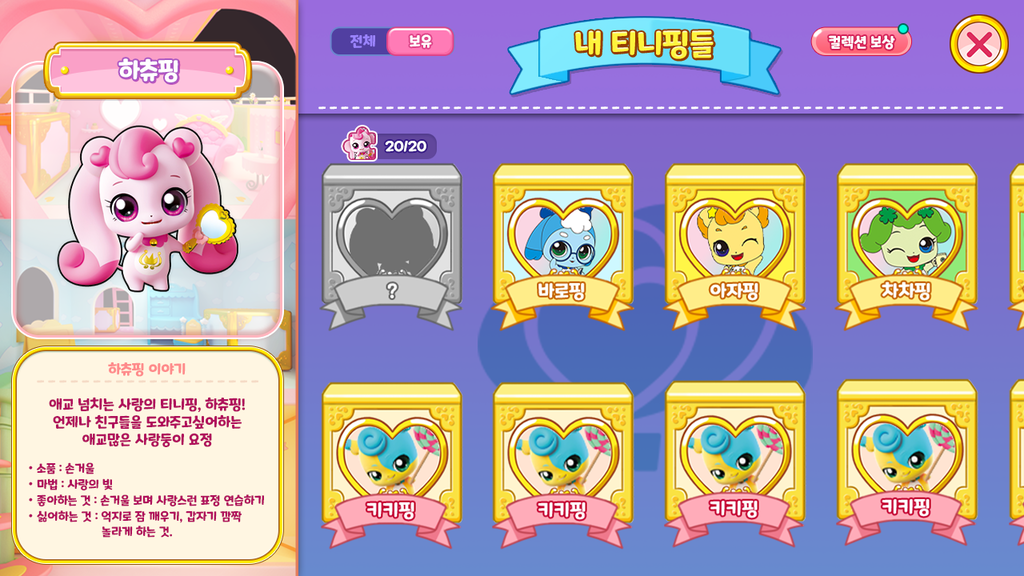 하츄핑
하츄핑 이야기
애교 넘치는 사랑의 티니핑, 하츄핑!
언제나 친구들을 도와주고싶어하는
애교많은 사랑둥이 요정
• 소품 : 손거울
• 마법 : 사랑의 빛
• 좋아하는 것 : 손거울 보며 사랑스런 표정 연습하기
• 싫어하는 것 : 억지로 잠 깨우기, 갑자기 깜짝
놀라게 하는 것.
전체 보유
내 티니핑들
컬렉션 보상
20/20
? 바로핑 아자핑 차차핑
키키핑 키키핑 키키핑 키키핑